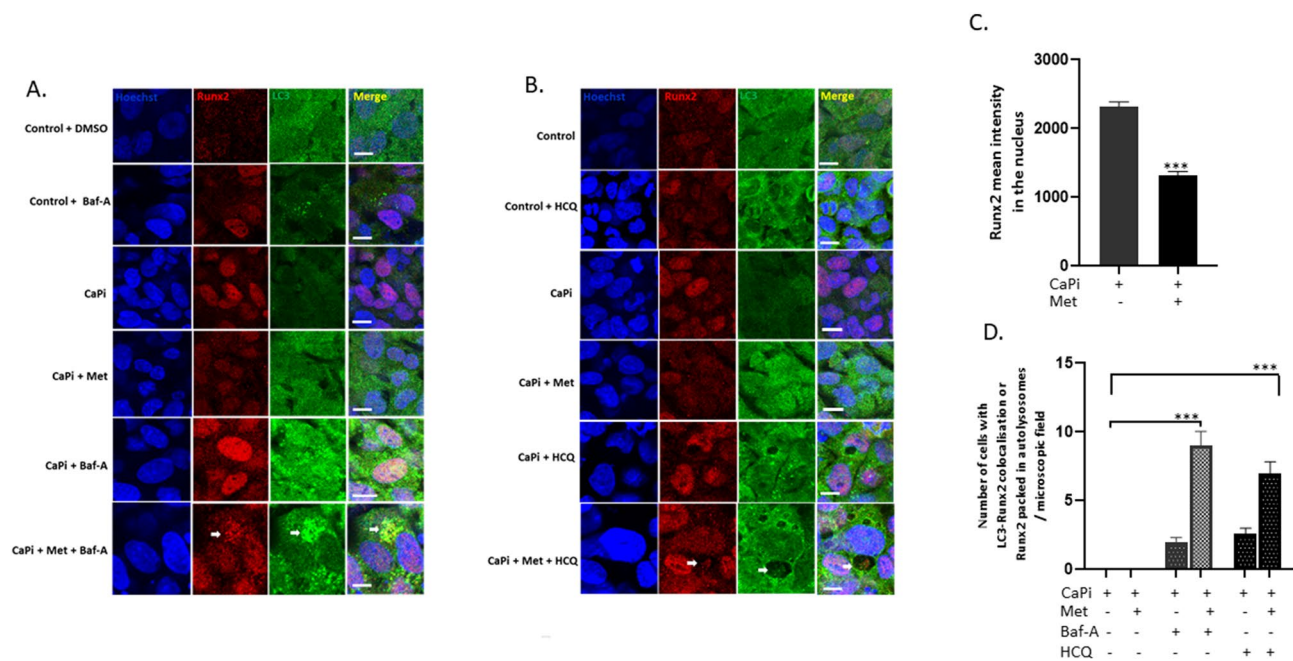 A.
Hoechst Runx2 LC3 Merge
Control + DMSO
Control + Baf-A
CaPi
CaPi + Met
CaPi + Baf-A
CaPi + Met + Baf-A
B.
Hoechst Runx2 LC3 Merge
Control
Control + HCQ
CaPi
CaPi + Met
CaPi + HCQ
CaPi + Met + HCQ
C.
Runx2 mean intensity
in the nucleus
3000
2000
1000
0
***
CaPi + +
Met - +
D.
Number of cells with
LC3-Runx2 colocalisation or
Runx2 packed in autolysosomes
/ microscopic field
15
10
5
0
***
***
CaPi + + + + + +
Met - + - + - +
Baf-A - - + + - -
HCQ - - - - + +